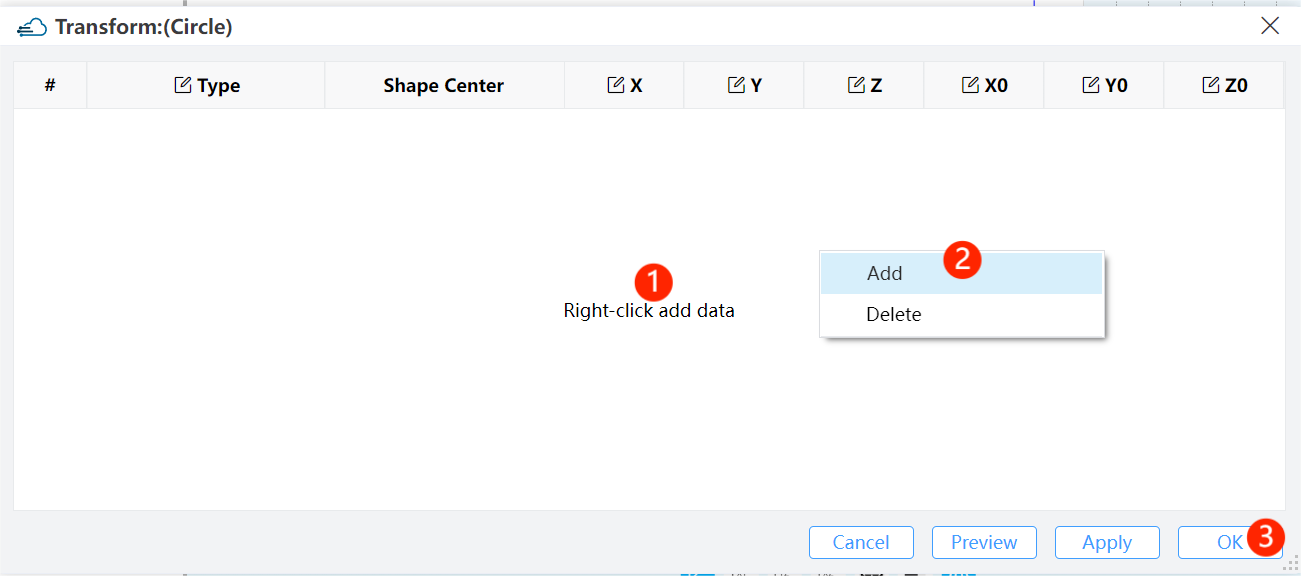 Transform:(Circle)
# Type Shape Center X Y Z X0 Y0 Z0
1
2
Add
Right-click add data
Delete
Cancel Preview Apply OK 3